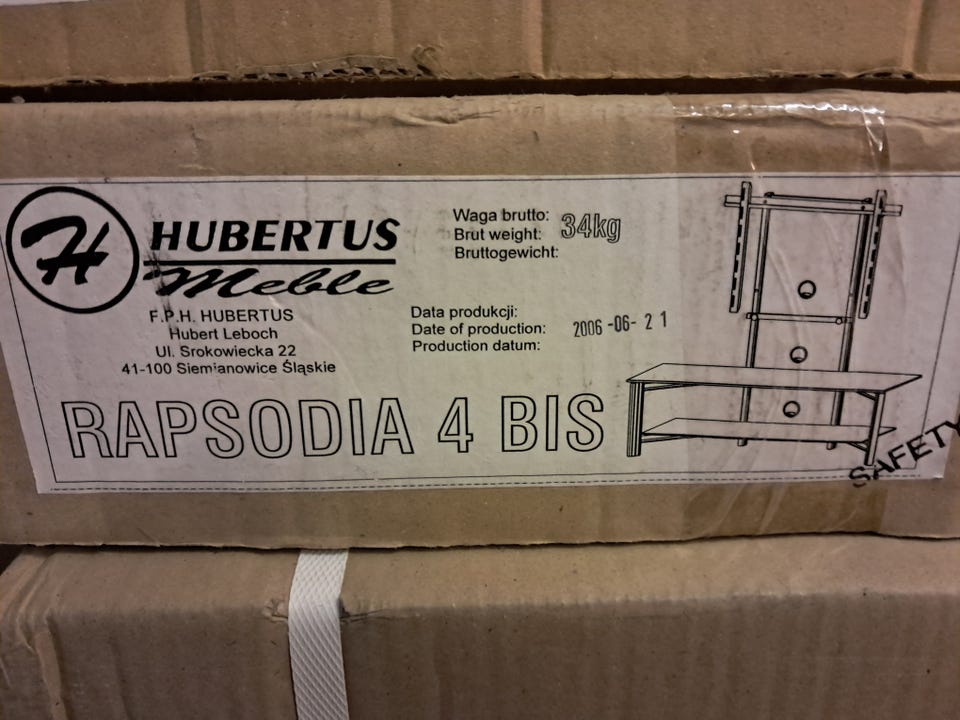 H HUBERTUS
Meble
F.P.H. HUBERTUS
Hubert Leboch
Ul. Srokowiecka 22
41-100 Siemianowice Śląskie
Waga brutto:
Brut weight: 34kg
Bruttogewicht:
Data produkcji:
Date of production: 2006-06-21
Production datum:
RAPSODIA 4 BIS
SAFETY